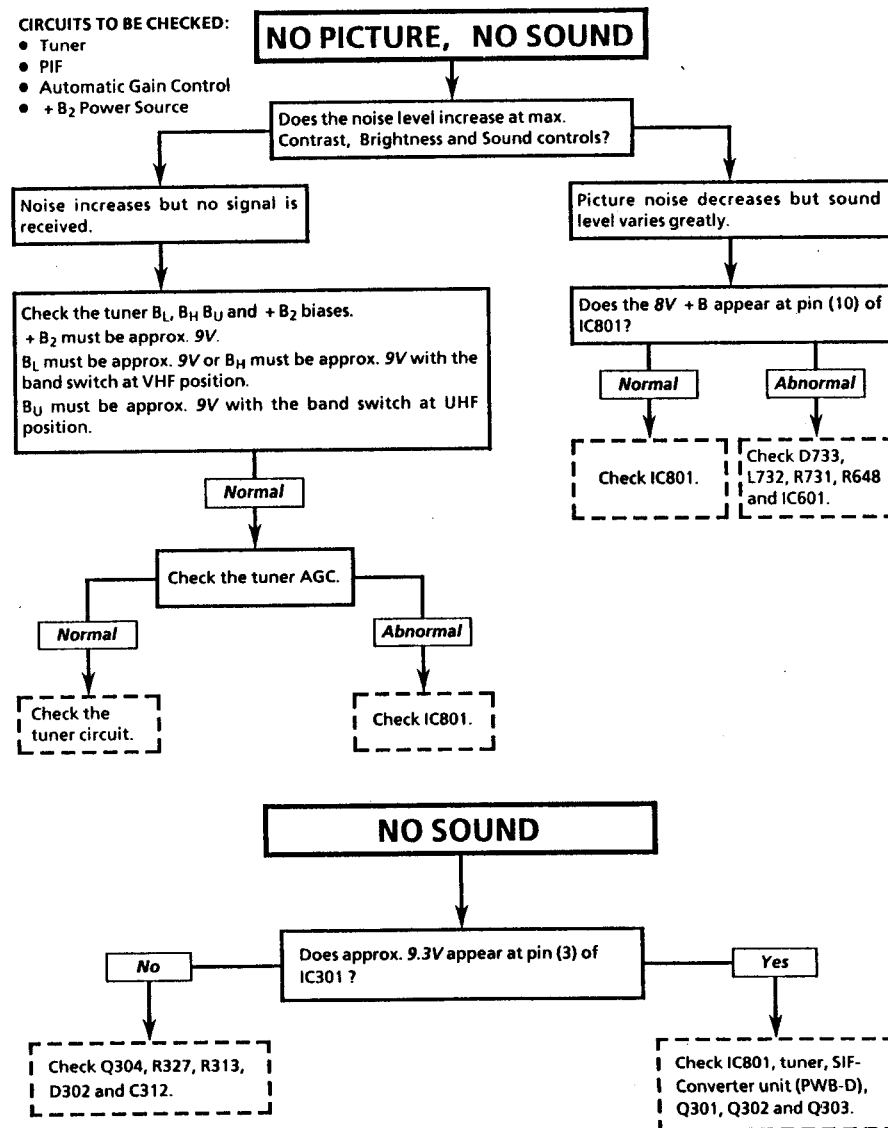 CIRCUITS TO BE CHECKED:
● Tuner
● PIF
● Automatic Gain Control
● + B2 Power Source
NO PICTURE, NO SOUND
Does the noise level increase at max.
Contrast, Brightness and Sound controls?
Noise increases but no signal is
received.
Picture noise decreases but sound
level varies greatly.
Check the tuner BL, BH BU and + B2 biases.
+ B2 must be approx. 9V.
BL must be approx. 9V or BH must be approx. 9V with the
band switch at VHF position.
BU must be approx. 9V with the band switch at UHF
position.
Does the 8V + B appear at pin (10) of
IC801?
Normal
Abnormal
Check IC801.
Check D733,
L732, R731, R648
and IC601.
Normal
Check the tuner AGC.
Normal
Abnormal
Check the
tuner circuit.
Check IC801.
NO SOUND
Does approx. 9.3V appear at pin (3) of
IC301 ?
No
Yes
Check Q304, R327, R313,
D302 and C312.
Check IC801, tuner, SIF-
Converter unit (PWB-D),
Q301, Q302 and Q303.